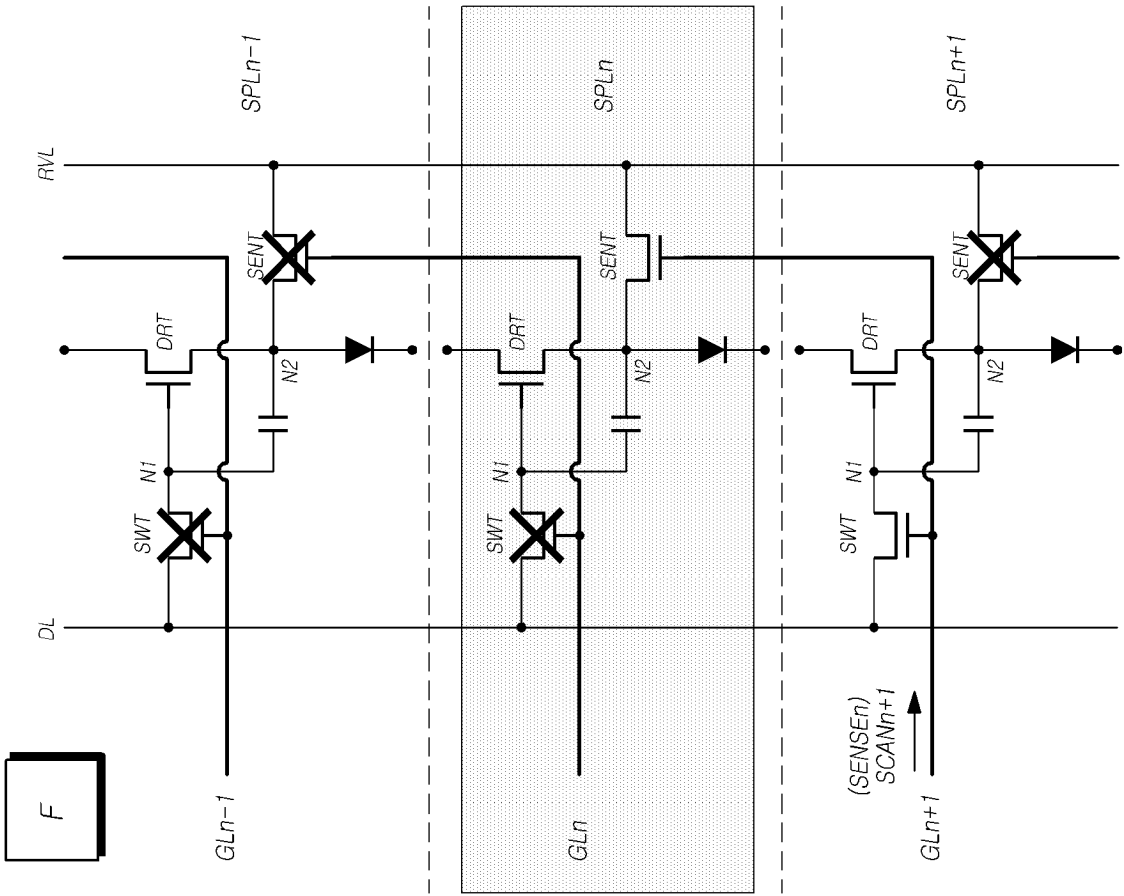 F
DL
RVL
SPLn-1
SWT
N1
DRT
N2
SENT
GLn-1
SPLn
SWT
N1
DRT
N2
SENT
GLn
SPLn+1
SWT
N1
DRT
N2
SENT
(SENSEn)
SCANn+1
GLn+1